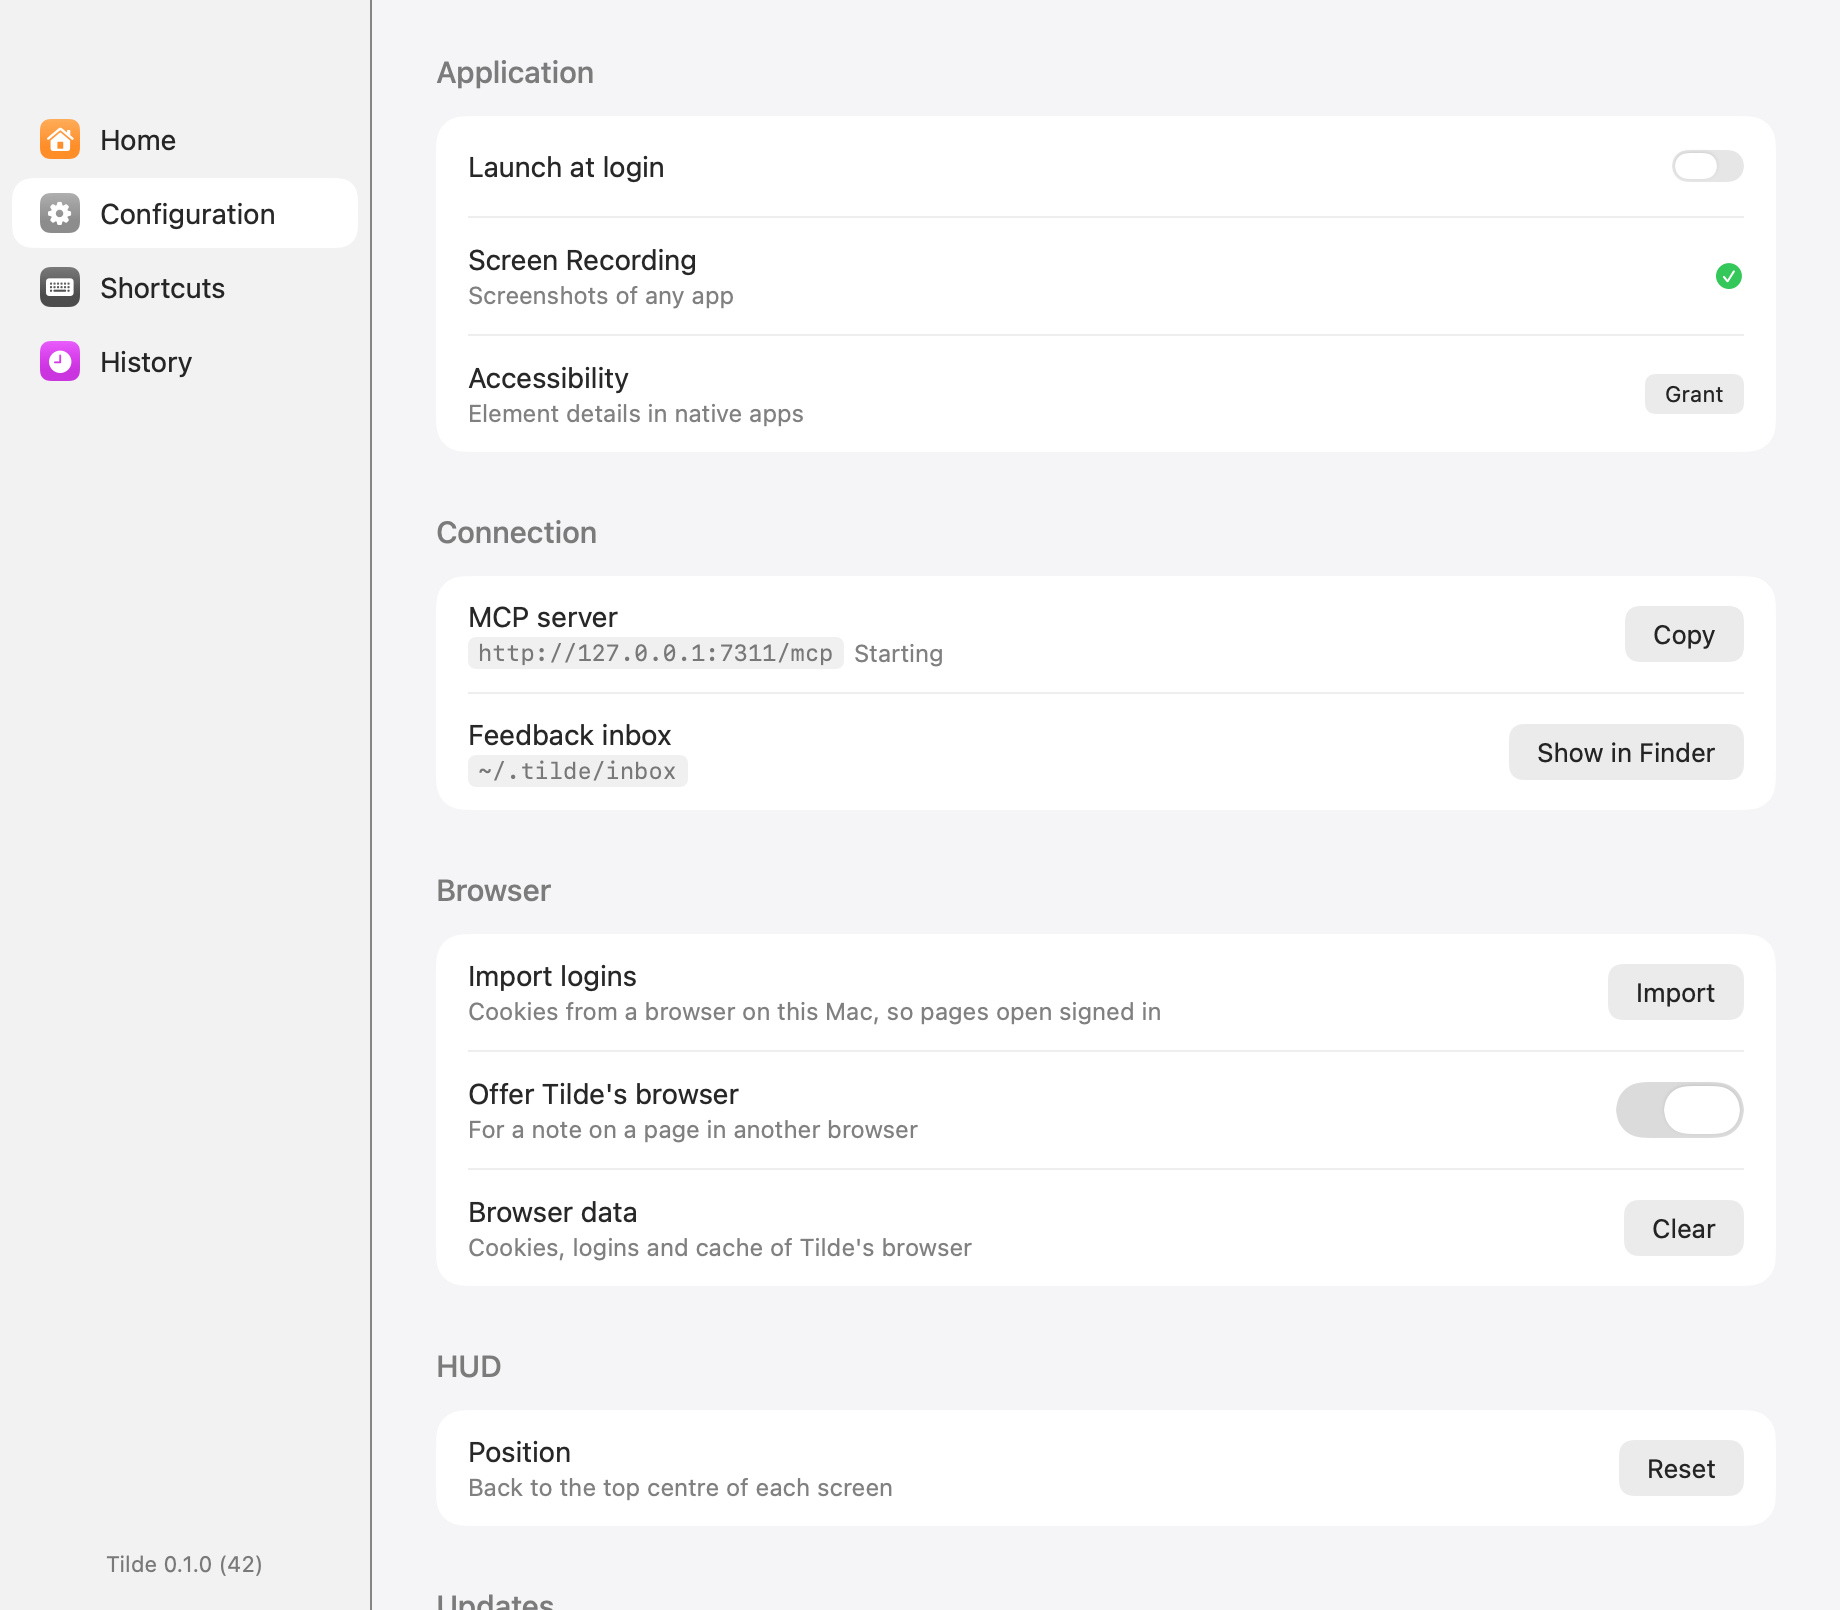 Home
Configuration
Shortcuts
History
Tilde 0.1.0 (42)
Application
Launch at login
Screen Recording
Screenshots of any app
Accessibility
Element details in native apps
Grant
Connection
MCP server
http://127.0.0.1:7311/mcp Starting
Copy
Feedback inbox
~/.tilde/inbox
Show in Finder
Browser
Import logins
Cookies from a browser on this Mac, so pages open signed in
Import
Offer Tilde's browser
For a note on a page in another browser
Browser data
Cookies, logins and cache of Tilde's browser
Clear
HUD
Position
Back to the top centre of each screen
Reset
Updates